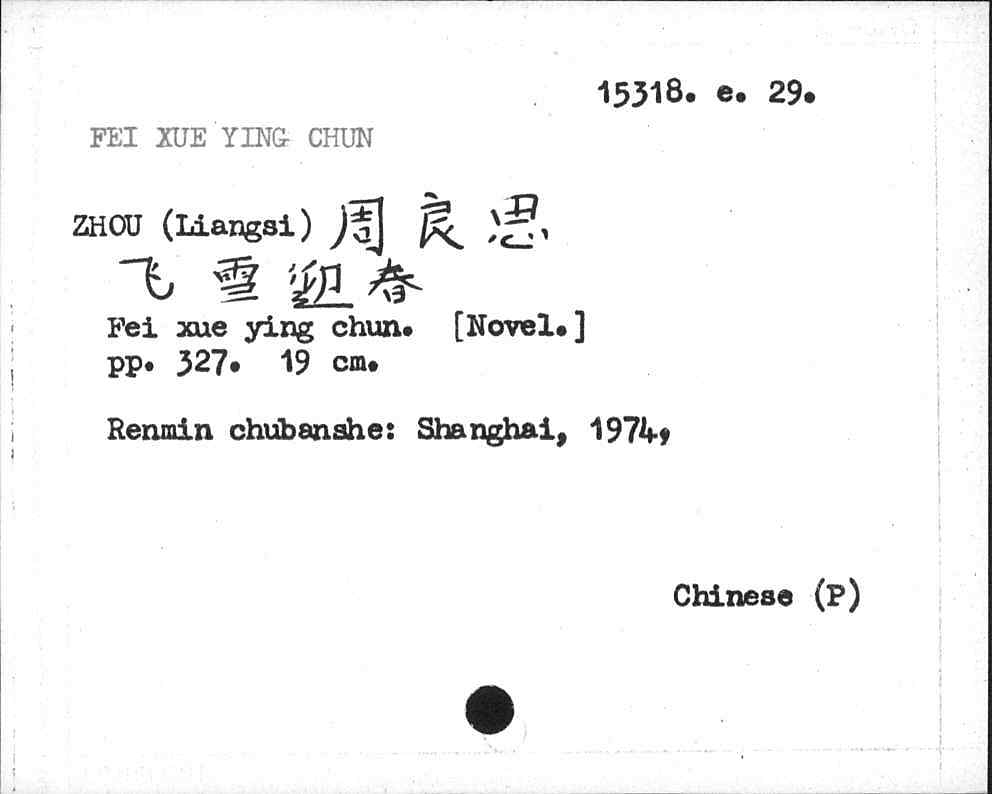 15318. e. 29.
FEI XUE YING CHUN
ZHOU (Liangsi) 周良思
飞雪迎春
Fei xue ying chun. [Novel.]
pp. 327. 19 cm.
Renmin chubanshe: Shanghai, 1974,
Chinese (P)